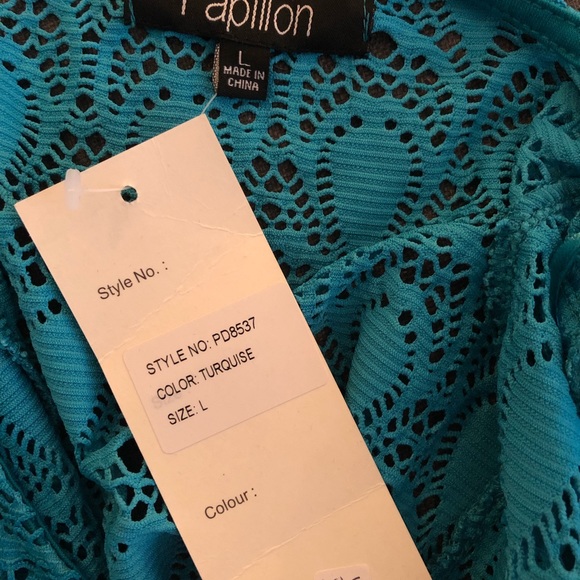 Papillon
L
MADE IN
CHINA
Style No. :
STYLE NO: PD8537
COLOR: TURQUISE
SIZE: L
Colour :